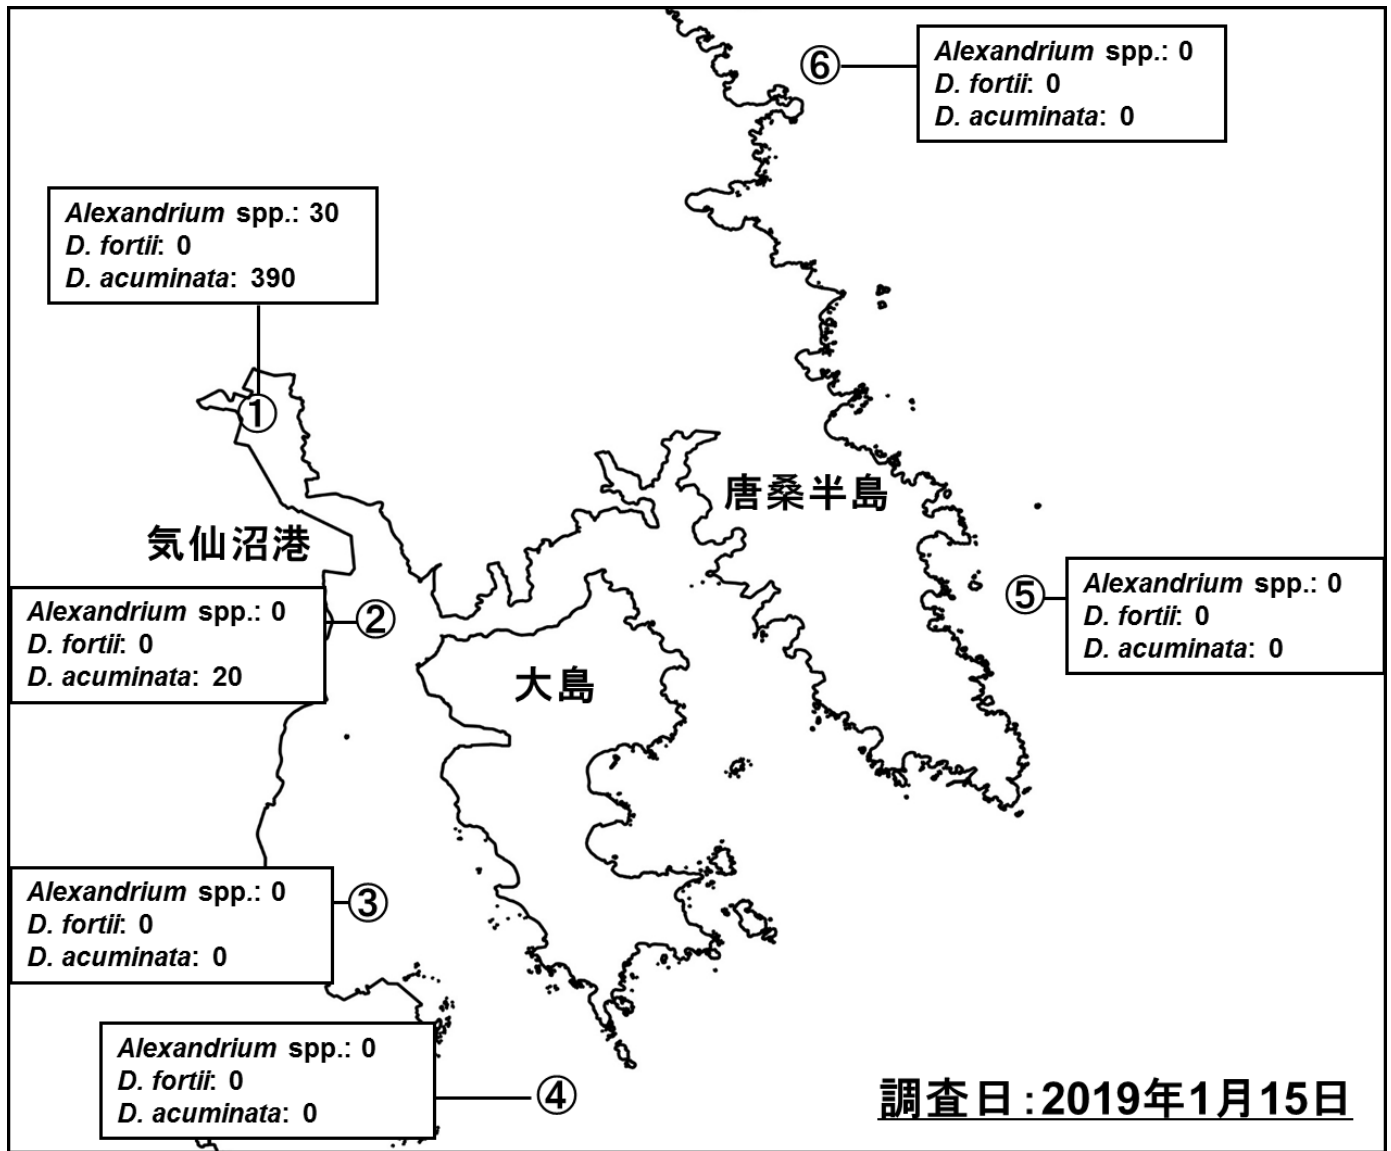 ⑥
Alexandrium spp.: 0
D. fortii: 0
D. acuminata: 0
Alexandrium spp.: 30
D. fortii: 0
D. acuminata: 390
①
唐桑半島
気仙沼港
Alexandrium spp.: 0
D. fortii: 0
D. acuminata: 20
②
⑤
Alexandrium spp.: 0
D. fortii: 0
D. acuminata: 0
大島
Alexandrium spp.: 0
D. fortii: 0
D. acuminata: 0
③
Alexandrium spp.: 0
D. fortii: 0
D. acuminata: 0
④
調査日:2019年1月15日